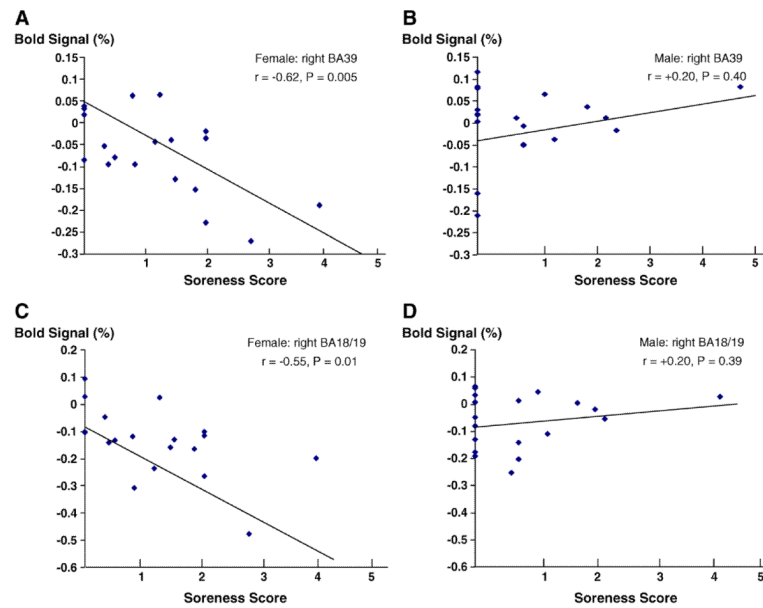 A
Bold Signal (%)
Female: right BA39
r = -0.62, P = 0.005
0.15
0.1
0.05
0
-0.05
-0.1
-0.15
-0.2
-0.25
-0.3
1 2 3 4 5
Soreness Score
B
Bold Signal (%)
Male: right BA39
r = +0.20, P = 0.40
0.15
0.1
0.05
0
-0.05
-0.1
-0.15
-0.2
-0.25
-0.3
1 2 3 4 5
Soreness Score
C
Bold Signal (%)
Female: right BA18/19
r = -0.55, P = 0.01
0.2
0.1
0
-0.1
-0.2
-0.3
-0.4
-0.5
-0.6
1 2 3 4 5
Soreness Score
D
Bold Signal (%)
Male: right BA18/19
r = +0.20, P = 0.39
0.2
0.1
0
-0.1
-0.2
-0.3
-0.4
-0.5
-0.6
1 2 3 4 5
Soreness Score